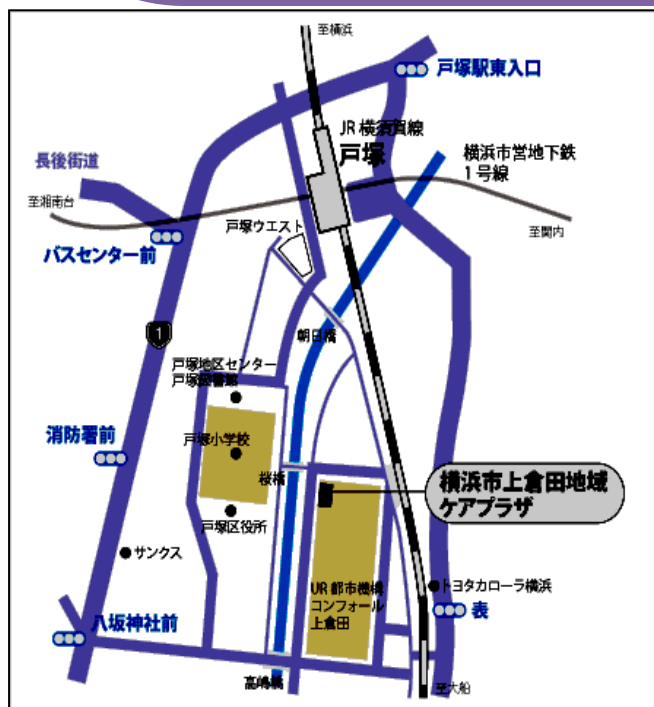 至横浜
戸塚駅東入口
JR 横須賀線
戸塚
横浜市営地下鉄
1号線
長後街道
至湘南台
戸塚ウエスト
至関内
バスセンター前
1
朝日橋
戸塚地区センター
戸塚図書館
消防署前
戸塚小学校
桜橋
横浜市上倉田地域
ケアプラザ
戸塚区役所
サンクス
UR 都市機構
コンフォール
上倉田
トヨタカローラ横浜
表
八坂神社前
高嶋橋
至大船